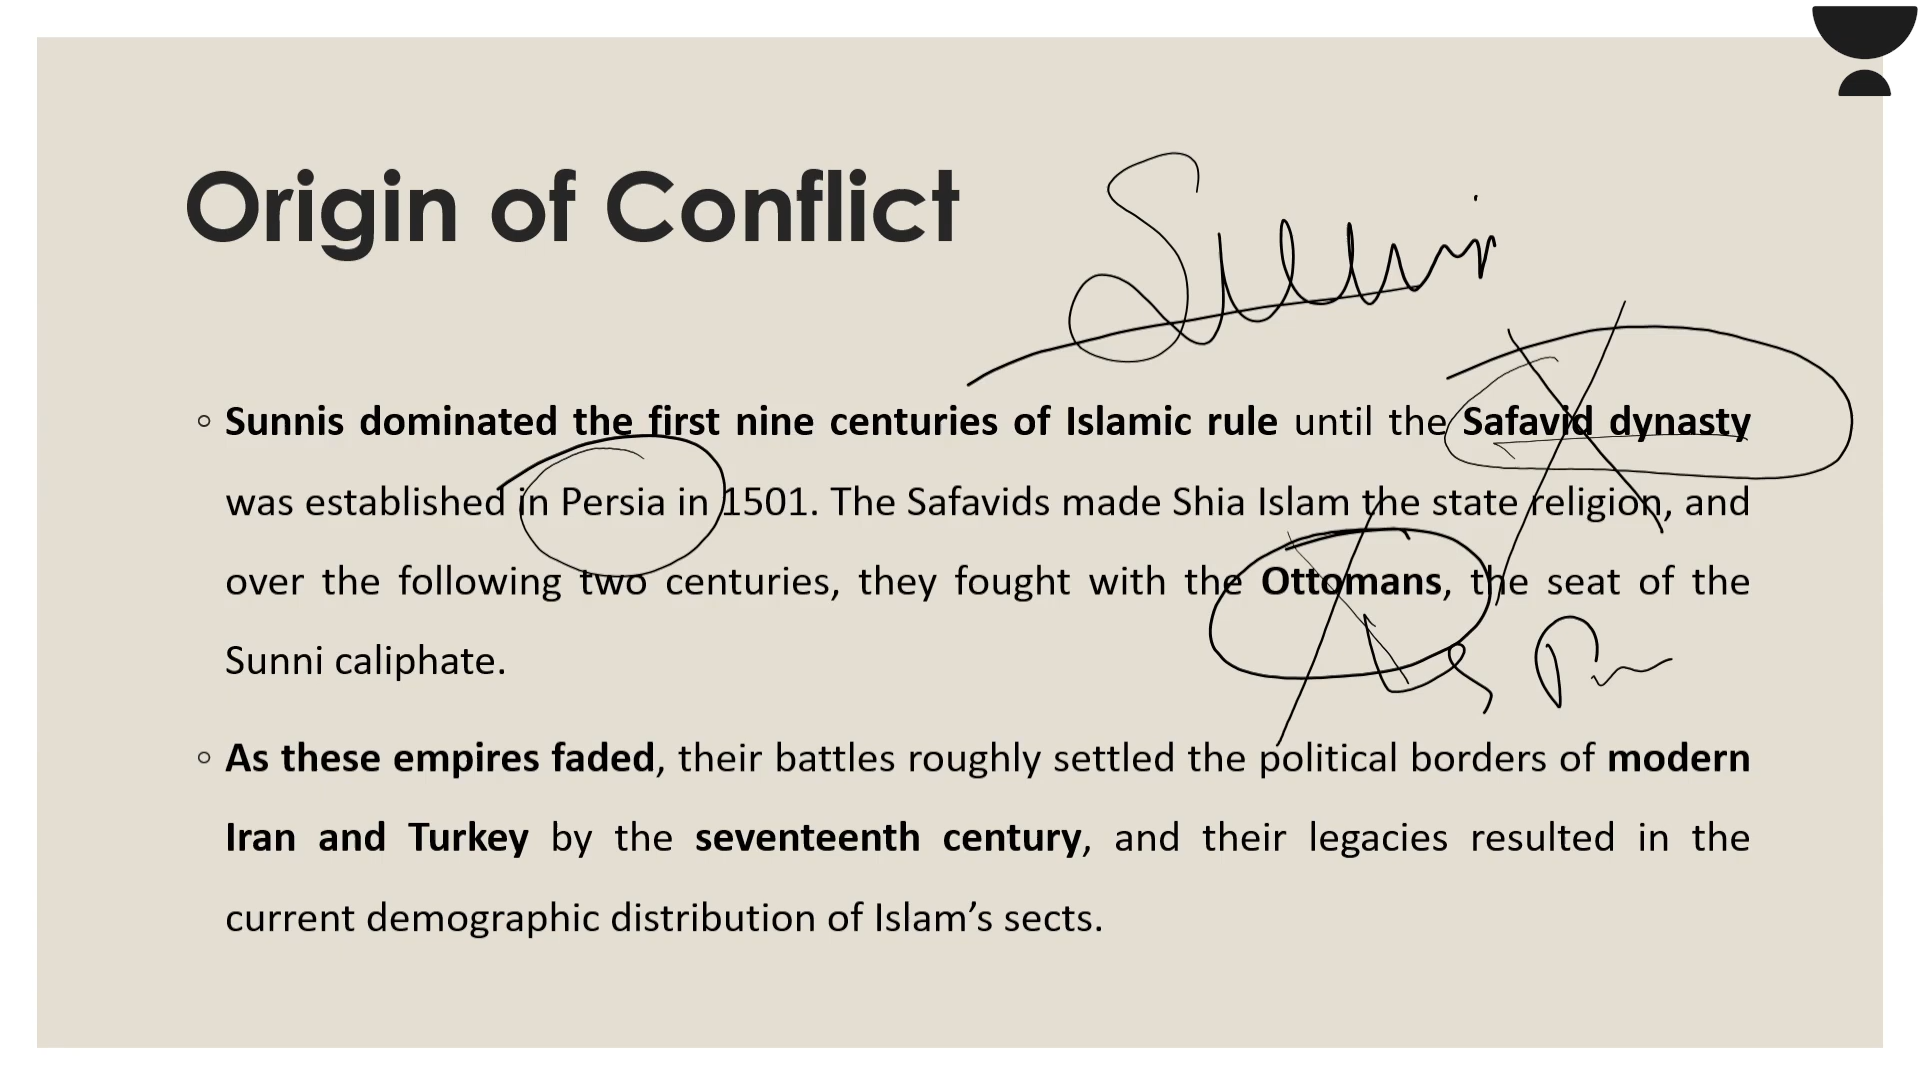 Origin of Conflict
Sunni
◦ Sunnis dominated the first nine centuries of Islamic rule until the Safavid dynasty
was established in Persia in 1501. The Safavids made Shia Islam the state religion, and
over the following two centuries, they fought with the Ottomans, the seat of the
Sunni caliphate.
◦ As these empires faded, their battles roughly settled the political borders of modern
Iran and Turkey by the seventeenth century, and their legacies resulted in the
current demographic distribution of Islam’s sects.